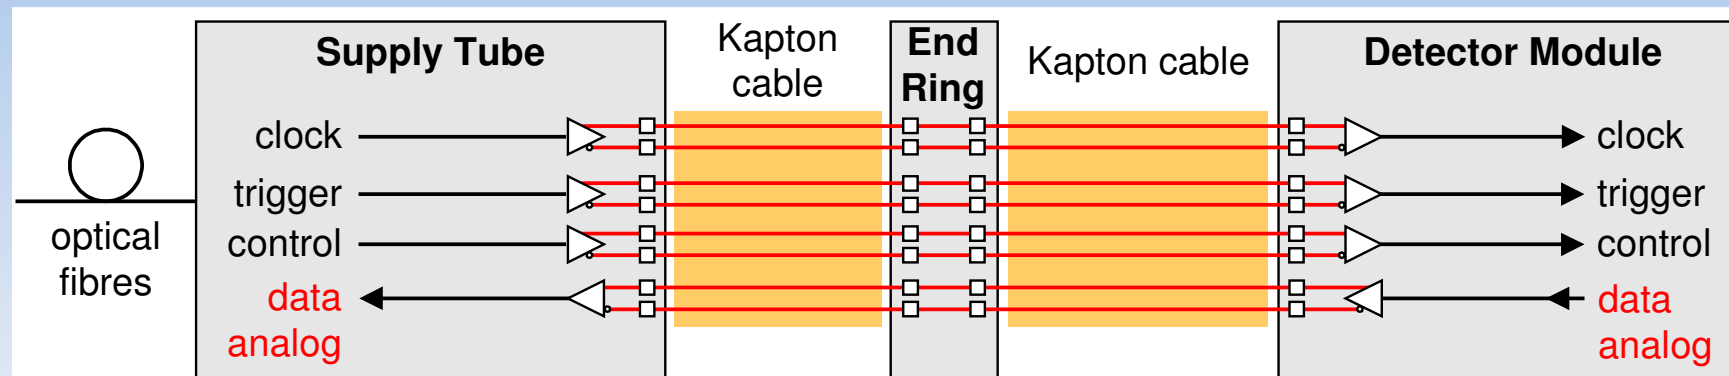 Supply Tube
Kapton
cable
End
Ring
Kapton cable
Detector Module
clock
trigger
control
data
analog
optical
fibres
clock
trigger
control
data
analog